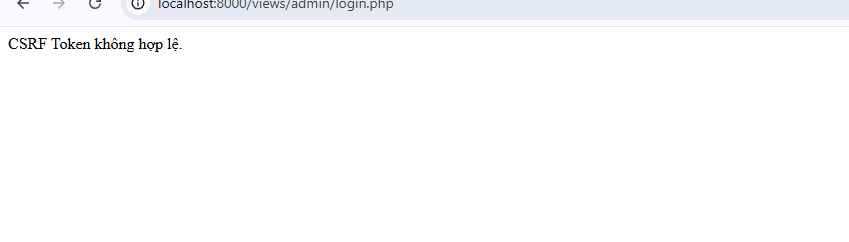 localhost:8000/views/admin/login.php
CSRF Token không hợp lệ.